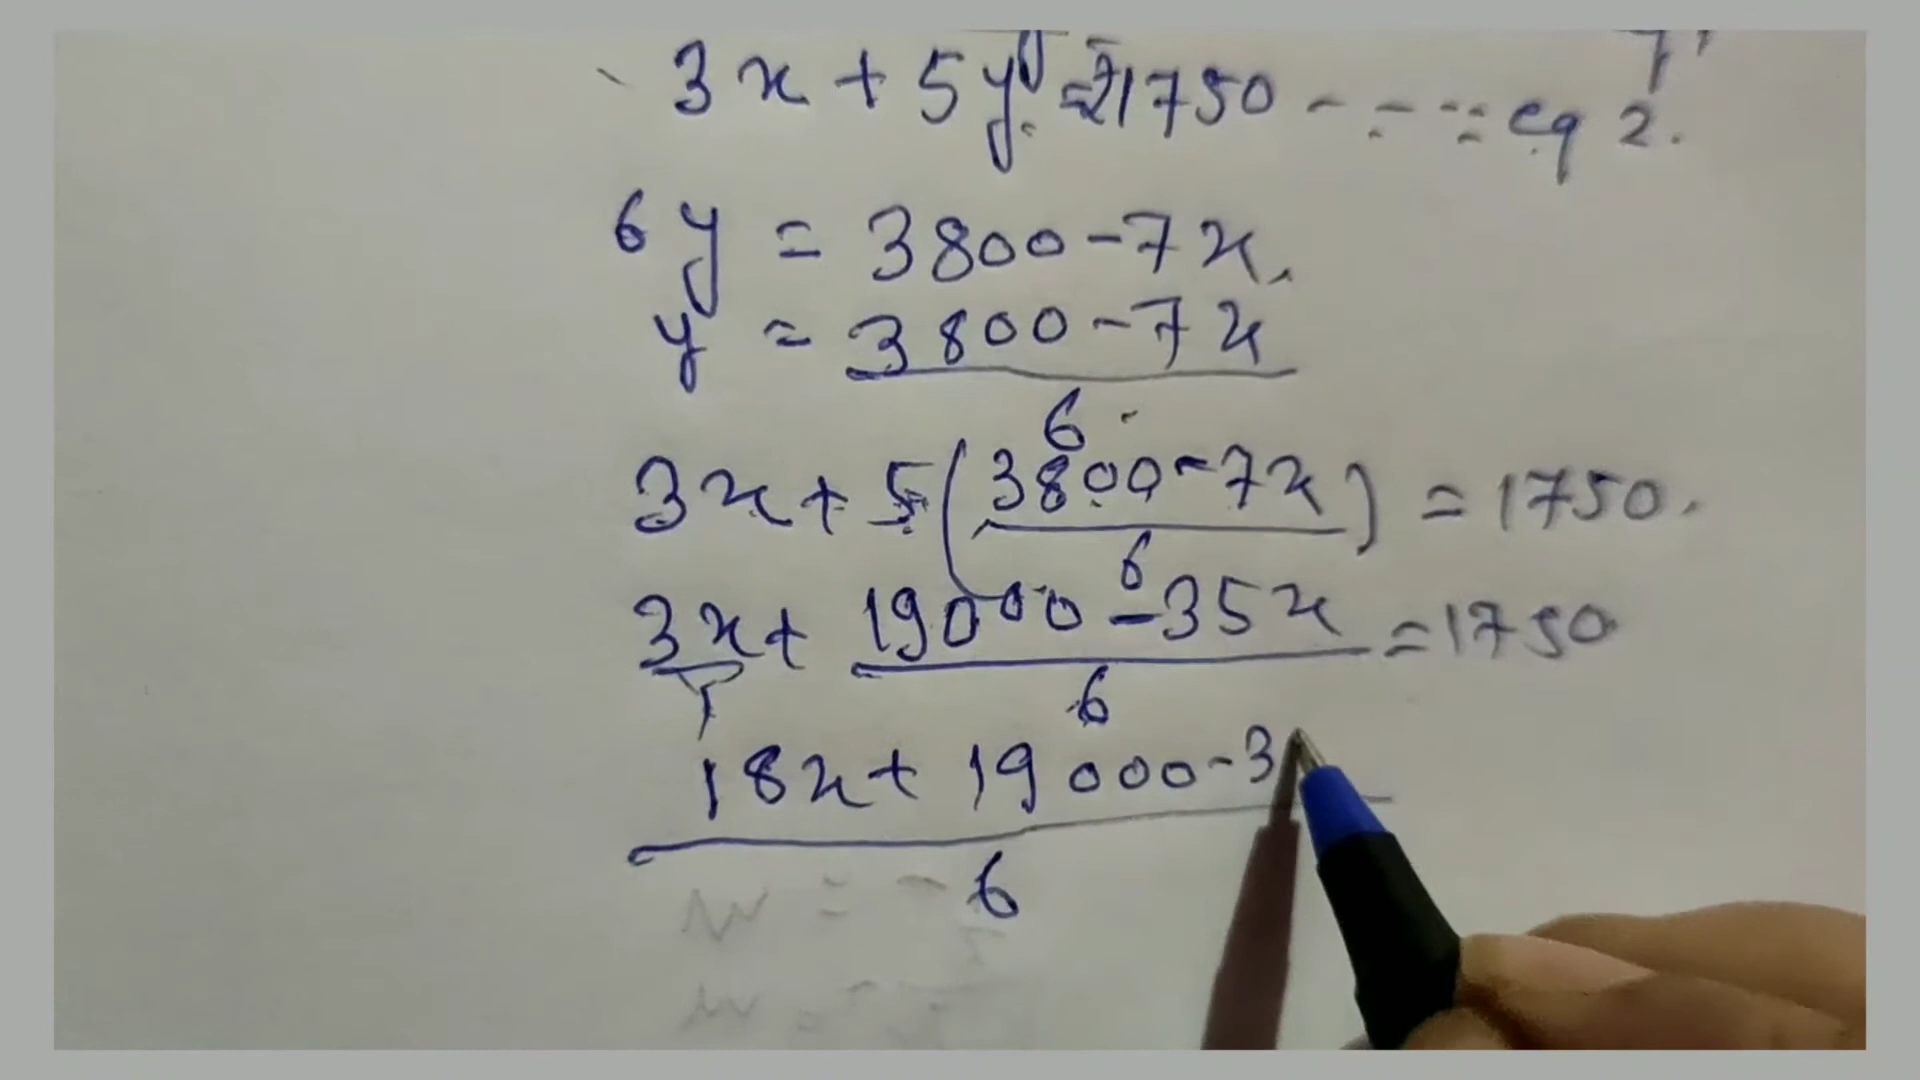 3x + 5y = 1750 - - - = eq 2.
6y = 3800 - 7x.
y = 3800 - 7x
6
3x + 5(3800 - 7x) = 1750.
6
3x + 19000 - 35x = 1750
1 6
18x + 19000 - 3
6